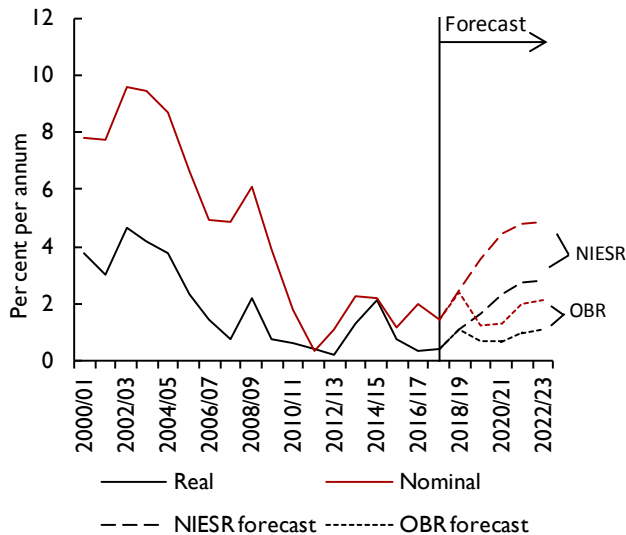 Forecast
Per cent per annum
12
10
8
6
4
2
0
NIESR
OBR
2000/01
2002/03
2004/05
2006/07
2008/09
2010/11
2012/13
2014/15
2016/17
2018/19
2020/21
2022/23
Real
Nominal
NIESR forecast
OBR forecast